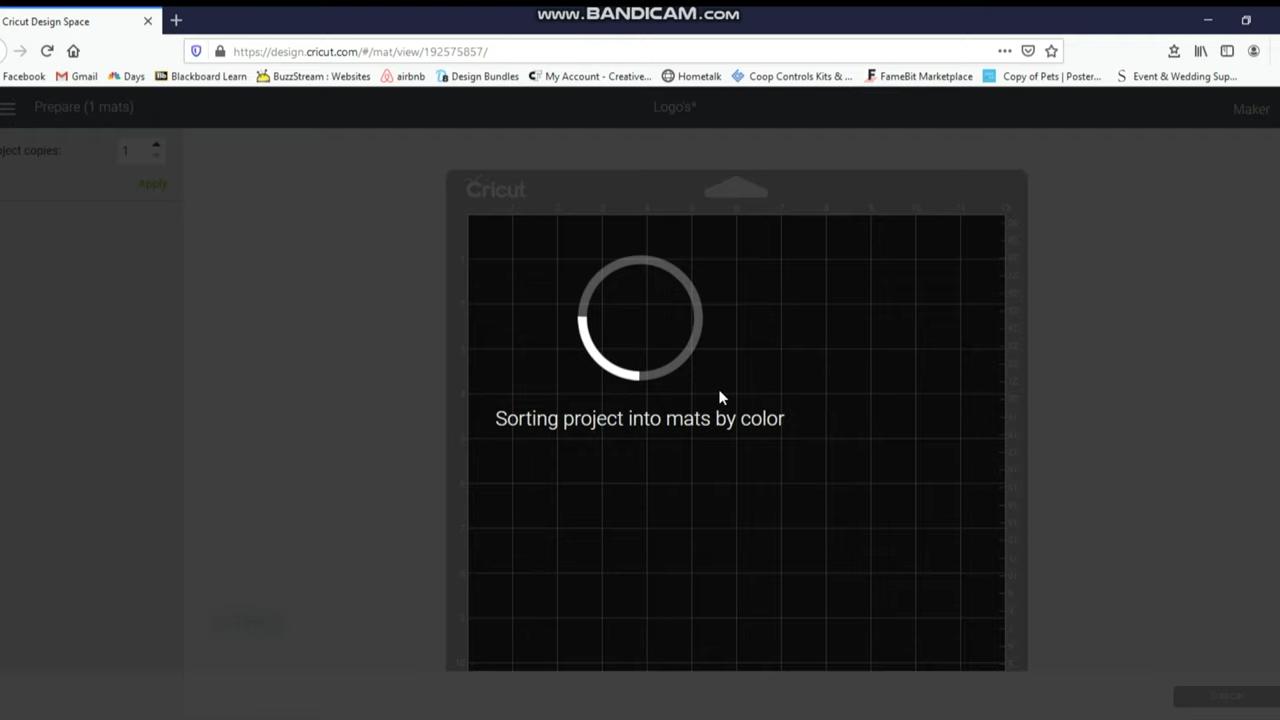 www.BANDICAM.com
Cricut Design Space
https://design.cricut.com/#/mat/view/192575857/
Facebook Gmail Days Blackboard Learn BuzzStream : Websites airbnb Design Bundles My Account - Creative... Hometalk Coop Controls Kits & ... FameBit Marketplace Copy of Pets | Poster... Event & Wedding Sup...
Prepare (1 mats) Logo's* Maker
oject copies: 1
Apply
Cricut
Sorting project into mats by color